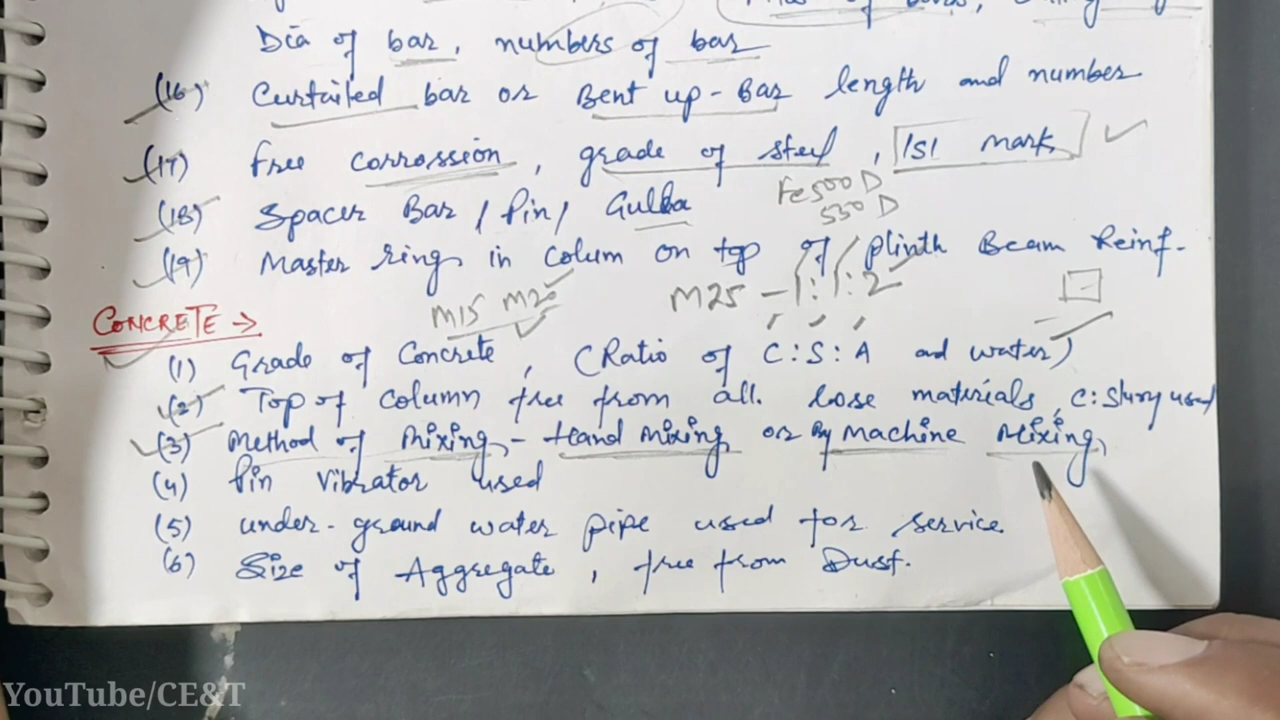 of bars,
Dia of bar, numbers of bar
(16) Curtailed bar or Bent up-Bar length and number
(17) free corrossion, grade of steel, ISI mark
Fe500 D
550 D
(18) Spacer Bar / Pin / Gulla
(19) Master ring in Colum on top of plinth Beam Reinf.
M15 M20 M25 - 1:1:2
CONCRETE →
(1) Grade of Concrete, (Ratio of C:S:A and water)
(2) Top of Column free from all lose materials, C:Slury used
(3) Method of Mixing - Hand Mixing or By Machine Mixing
(4) Pin Vibrator used
(5) under-ground water pipe used for service.
(6) Size of Aggregate, free from Dust.
YouTube/CE&T